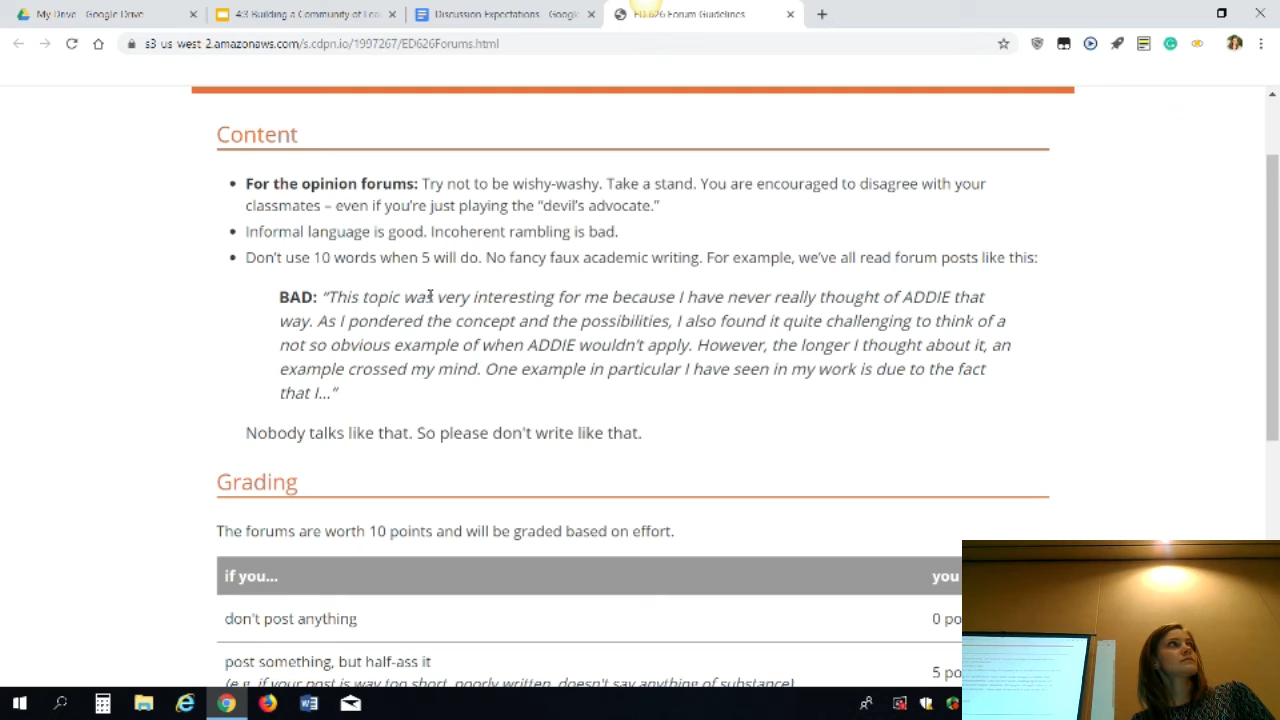 My Drive - 
4:3 Building a Community of 
Discussion Expectations - Google
ED 626 Forum Guidelines
s3-us-west-2.amazonaws.com/s.cdpn.io/1997267/ED626Forums.html
Content
• For the opinion forums: Try not to be wishy-washy. Take a stand. You are encouraged to disagree with your
classmates – even if you’re just playing the “devil’s advocate.”
• Informal language is good. Incoherent rambling is bad.
• Don’t use 10 words when 5 will do. No fancy faux academic writing. For example, we’ve all read forum posts like this:
BAD: “This topic was very interesting for me because I have never really thought of ADDIE that
way. As I pondered the concept and the possibilities, I also found it quite challenging to think of a
not so obvious example of when ADDIE wouldn’t apply. However, the longer I thought about it, an
example crossed my mind. One example in particular I have seen in my work is due to the fact
that I...”
Nobody talks like that. So please don't write like that.
Grading
The forums are worth 10 points and will be graded based on effort.
if you... you
don't post anything 0 po
post something, but half-ass it 5 po